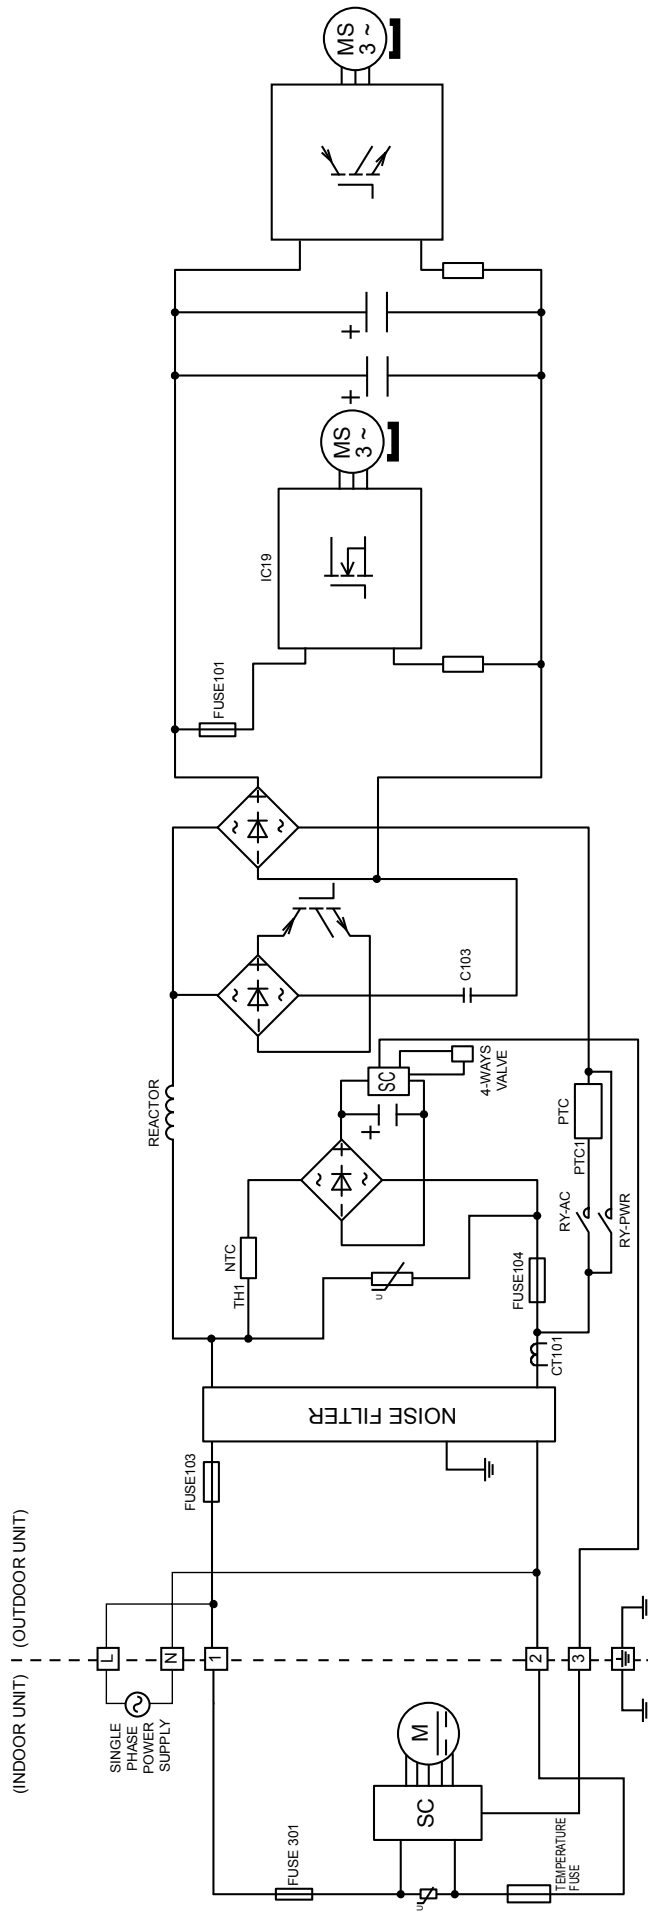 (INDOOR UNIT)
(OUTDOOR UNIT)
SINGLE
PHASE
POWER
SUPPLY
L
N
1
2
3
FUSE 301
U
TEMPERATURE
FUSE
SC
M
FUSE103
NOISE FILTER
CT101
FUSE104
TH1
NTC
U
REACTOR
+
SC
4-WAYS
VALVE
RY-AC
RY-PWR
PTC1
PTC
C103
~
~
+
~
~
+
~
~
+
FUSE101
IC19
MS
3 ~
+
+
MS
3 ~